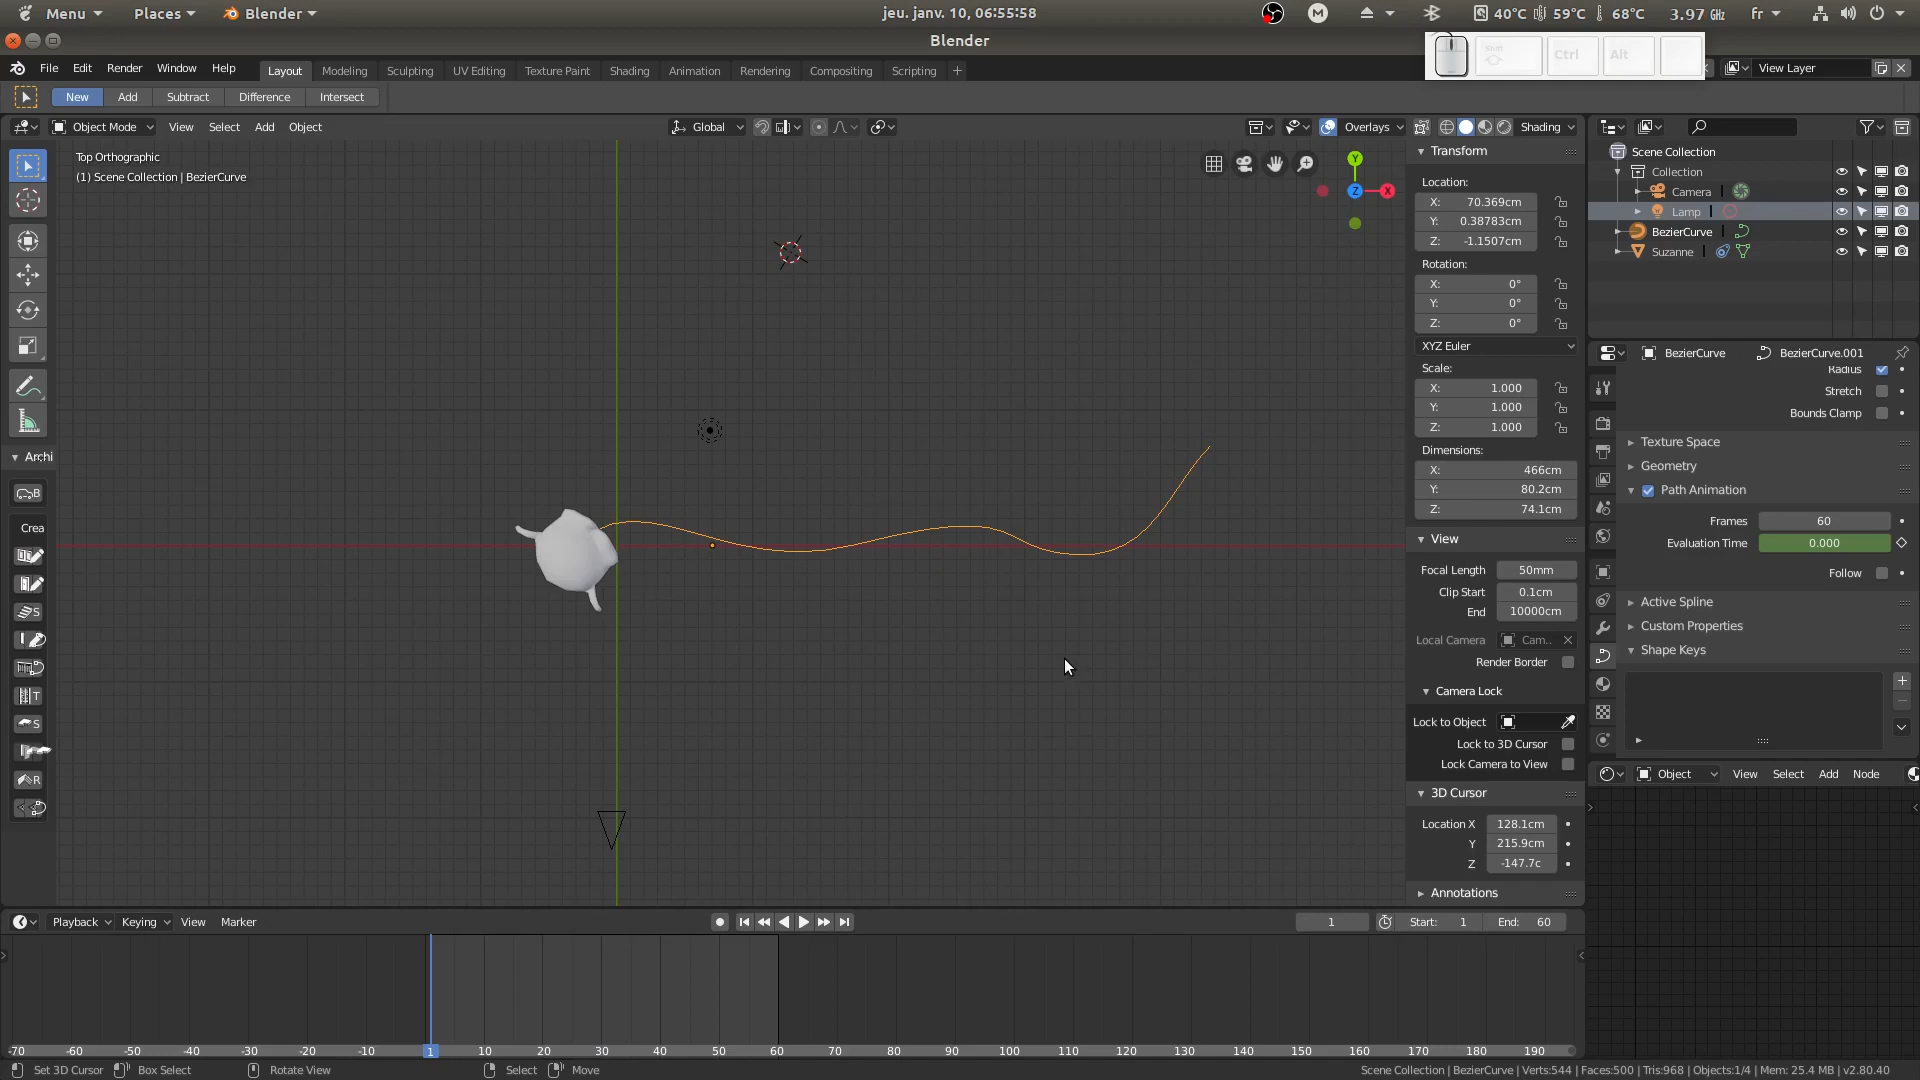 Menu Places Blender jeu. janv. 10, 06:55:58 M 40°C 59°C 68°C 3.97 GHz fr
Blender
File Edit Render Window Help Layout Modeling Sculpting UV Editing Texture Paint Shading Animation Rendering Compositing Scripting + Shift Ctrl Alt View Layer
New Add Subtract Difference Intersect
Object Mode View Select Add Object Global Overlays Shading
Top Orthographic
(1) Scene Collection | BezierCurve
Y
Z
X
Archi
B
Crea
S
T
S
R
Transform
Location:
X: 70.369cm
Y: 0.38783cm
Z: -1.1507cm
Rotation:
X: 0°
Y: 0°
Z: 0°
XYZ Euler
Scale:
X: 1.000
Y: 1.000
Z: 1.000
Dimensions:
X: 466cm
Y: 80.2cm
Z: 74.1cm
View
Focal Length 50mm
Clip Start 0.1cm
End 10000cm
Local Camera Cam..
Render Border
Camera Lock
Lock to Object
Lock to 3D Cursor
Lock Camera to View
3D Cursor
Location X 128.1cm
Y 215.9cm
Z -147.7c
Annotations
Scene Collection
Collection
Camera
Lamp
BezierCurve
Suzanne
BezierCurve BezierCurve.001
Radius
Stretch
Bounds Clamp
Texture Space
Geometry
Path Animation
Frames 60
Evaluation Time 0.000
Follow
Active Spline
Custom Properties
Shape Keys
Object View Select Add Node
Playback Keying View Marker 1 Start: 1 End: 60
-70 -60 -50 -40 -30 -20 -10 1 10 20 30 40 50 60 70 80 90 100 110 120 130 140 150 160 170 180 190
Set 3D Cursor Box Select Rotate View Select Move Scene Collection | BezierCurve | Verts:544 | Faces:500 | Tris:968 | Objects:1/4 | Mem: 25.4 MB | v2.80.40